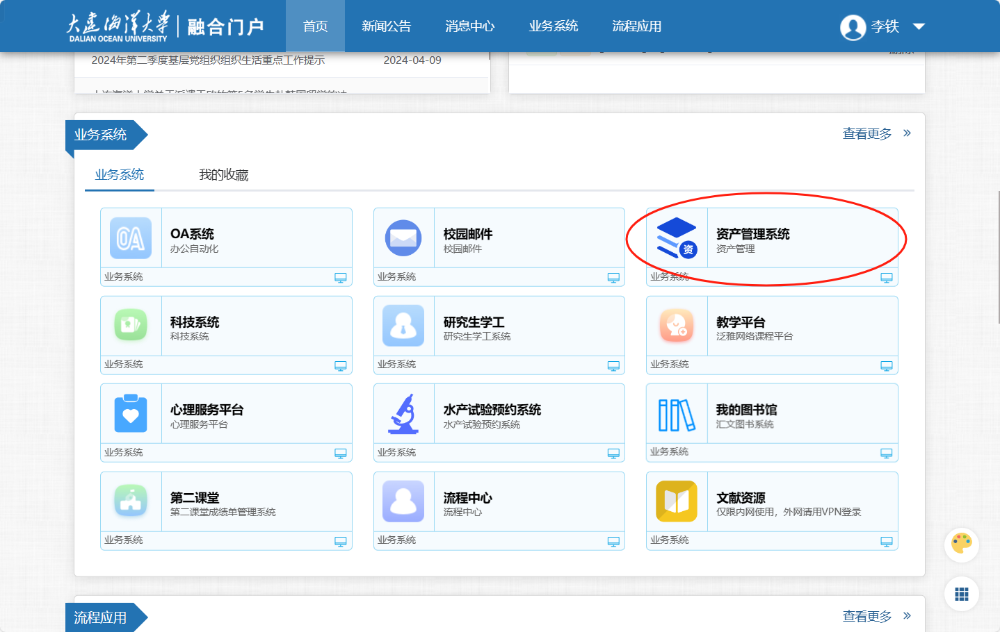 大连海洋大学
DALIAN OCEAN UNIVERSITY
融合门户
首页
新闻公告
消息中心
业务系统
流程应用
李铁
2024年第二季度基层党组织组织生活重点工作提示
2024-04-09
业务系统
查看更多 »
业务系统
我的收藏
OA系统
办公自动化
业务系统
校园邮件
校园邮件
业务系统
资
资产管理系统
资产管理
业务系统
科技系统
科技系统
业务系统
研究生学工
研究生学工系统
业务系统
教学平台
泛雅网络课程平台
业务系统
心理服务平台
心理服务平台
业务系统
水产试验预约系统
水产试验预约系统
业务系统
我的图书馆
汇文图书系统
业务系统
第二课堂
第二课堂成绩单管理系统
业务系统
流程中心
流程中心
业务系统
文献资源
仅限内网使用，外网请用VPN登录
业务系统
流程应用
查看更多 »